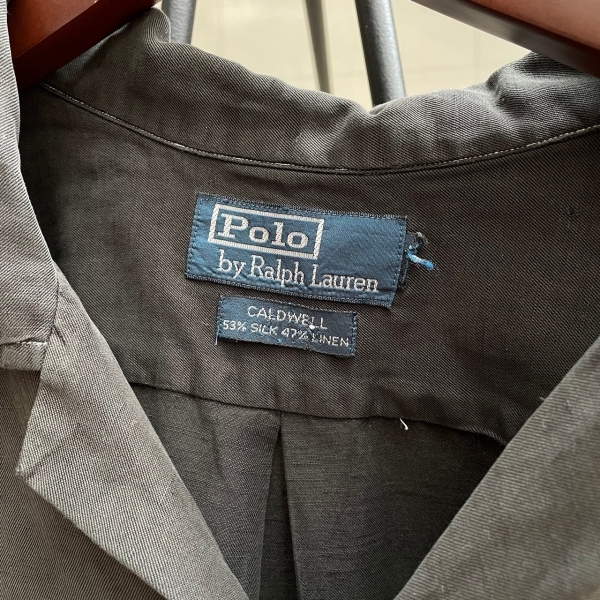 Polo
by Ralph Lauren
CALDWELL
53% SILK 47% LINEN